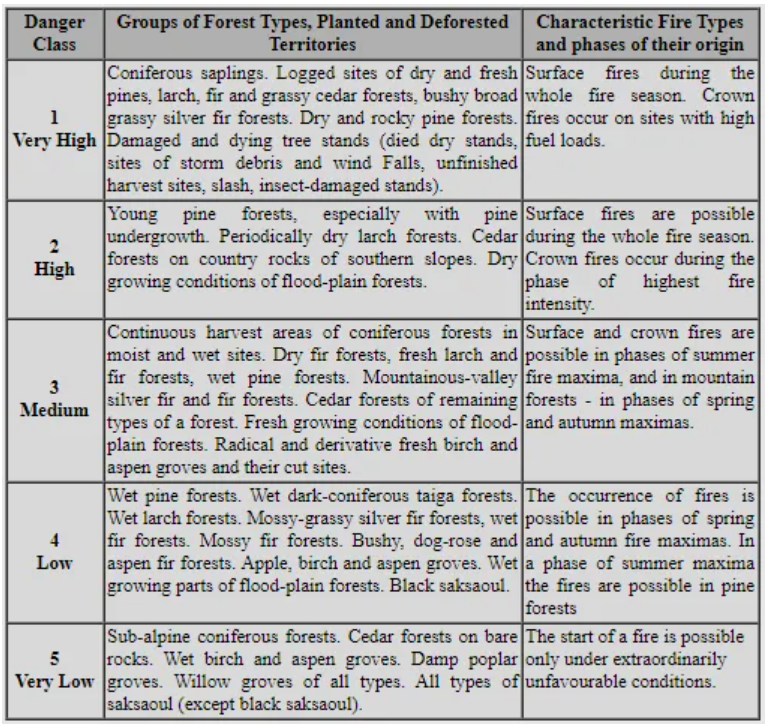 Danger Class
Groups of Forest Types, Planted and Deforested Territories
Characteristic Fire Types and phases of their origin
1
Very High
Coniferous saplings. Logged sites of dry and fresh
pines, larch, fir and grassy cedar forests, bushy broad
grassy silver fir forests. Dry and rocky pine forests.
Damaged and dying tree stands (died dry stands,
sites of storm debris and wind Falls, unfinished
harvest sites, slash, insect-damaged stands).
Surface fires during the
whole fire season. Crown
fires occur on sites with high
fuel loads.
2
High
Young pine forests, especially with pine
undergrowth. Periodically dry larch forests. Cedar
forests on country rocks of southern slopes. Dry
growing conditions of flood-plain forests.
Surface fires are possible
during the whole fire season.
Crown fires occur during the
phase of highest fire
intensity.
3
Medium
Continuous harvest areas of coniferous forests in
moist and wet sites. Dry fir forests, fresh larch and
fir forests, wet pine forests. Mountainous-valley
silver fir and fir forests. Cedar forests of remaining
types of a forest. Fresh growing conditions of flood-
plain forests. Radical and derivative fresh birch and
aspen groves and their cut sites.
Surface and crown fires are
possible in phases of summer
fire maxima, and in mountain
forests - in phases of spring
and autumn maximas.
4
Low
Wet pine forests. Wet dark-coniferous taiga forests.
Wet larch forests. Mossy-grassy silver fir forests, wet
fir forests. Mossy fir forests. Bushy, dog-rose and
aspen fir forests. Apple, birch and aspen groves. Wet
growing parts of flood-plain forests. Black saksaoul.
The occurrence of fires is
possible in phases of spring
and autumn fire maximas. In
a phase of summer maxima
the fires are possible in pine
forests
5
Very Low
Sub-alpine coniferous forests. Cedar forests on bare
rocks. Wet birch and aspen groves. Damp poplar
groves. Willow groves of all types. All types of
saksaoul (except black saksaoul).
The start of a fire is possible
only under extraordinarily
unfavourable conditions.